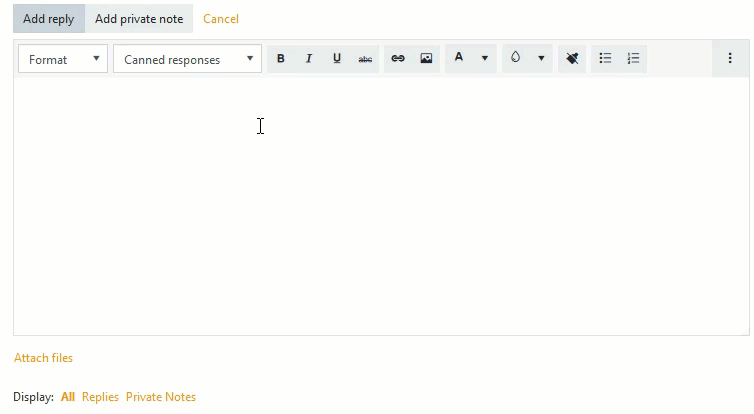 Add reply Add private note Cancel
Format Canned responses B I U abc A
Attach files
Display: All Replies Private Notes